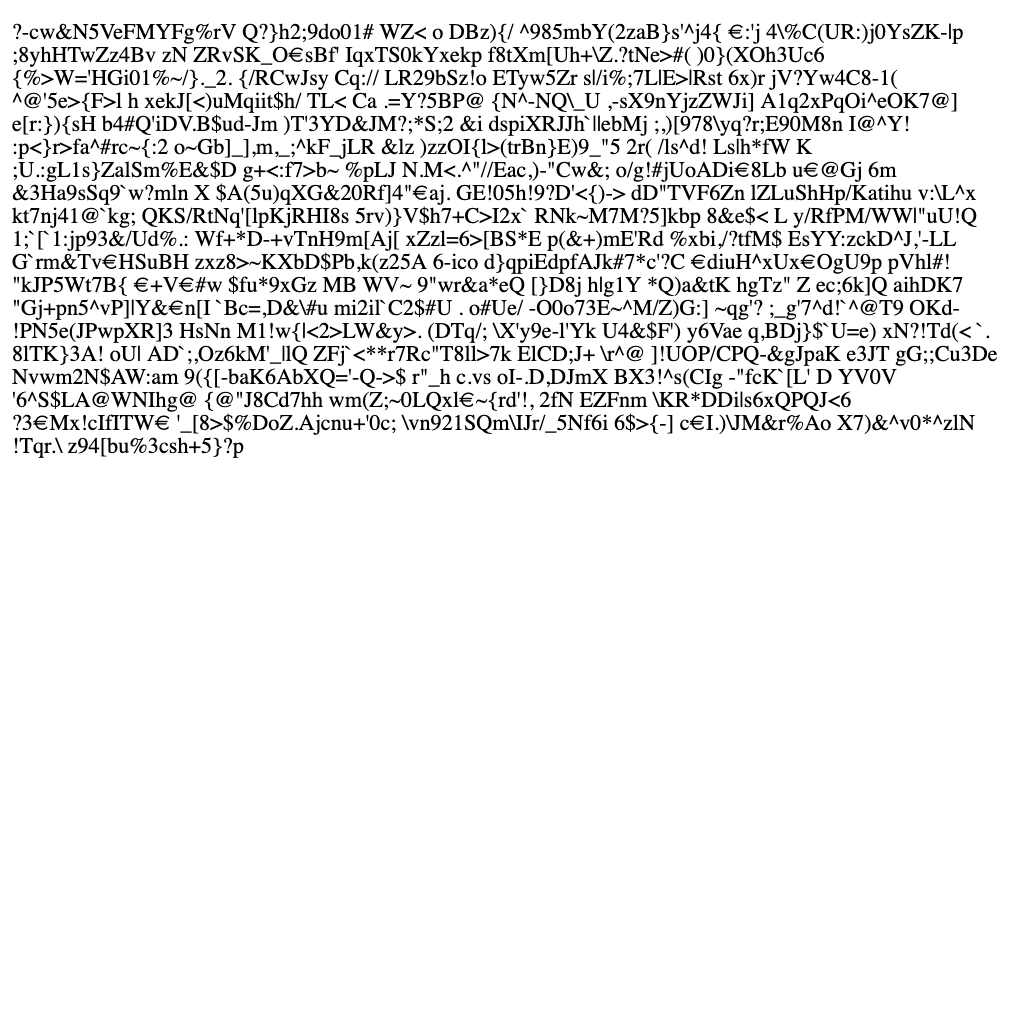 ?-cw&N5VeFMYFg%rV Q?}h2;9do01# WZ< o DBz){/ ^985mbY(2zaB}s'^j4{ €:'j 4\%C(UR:)j0YsZK-|p
;8yhHTwZz4Bv zN ZRvSK_O€sBf' IqxTS0kYxekp f8tXm[Uh+\Z.?tNe>#( )0}(XOh3Uc6
{%>W='HGi01%~/}._2. {/RCwJsy Cq:// LR29bSz!o ETyw5Zr s|/i%;7L|E>|Rst 6x)r jV?Yw4C8-1(
^@'5e>{F>l h xekJ[<)uMqiit$h/ TL< Ca .=Y?5BP@ {N^-NQ\_U ,-sX9nYjzZWJi] A1q2xPqOi^eOK7@]
e[r:}){sH b4#Q'iDV.B$ud-Jm )T'3YD&JM?;*S;2 &i dspiXRJJh`||ebMj ;,)[978\yq?r;E90M8n I@^Y!
:p<}r>fa^#rc~{:2 o~Gb]_],m,_;^kF_jLR &lz )zzOI{l>(trBn}E)9_"5 2r( /ls^d! Ls|h*fW K
;U.:gL1s}ZalSm%E&$D g+<:f7>b~ %pLJ N.M<.^"//Eac,)-"Cw&; o/g!#jUoADi€8Lb u€@Gj 6m
&3Ha9sSq9`w?mln X $A(5u)qXG&20Rf]4"€aj. GE!05h!9?D'<{)-> dD"TVF6Zn lZLuShHp/Katihu v:\L^x
kt7nj41@`kg; QKS/RtNq'[lpKjRHI8s 5rv)}V$h7+C>I2x` RNk~M7M?5]kbp 8&e$< L y/RfPM/WW|"uU!Q
1;`[`1:jp93&/Ud%.: Wf+*D-+vTnH9m[Aj[ xZzl=6>[BS*E p(&+)mE'Rd %xbi,/?tfM$ EsYY:zckD^J,'-LL
G`rm&Tv€HSuBH zxz8>~KXbD$Pb,k(z25A 6-ico d}qpiEdpfAJk#7*c'?C €diuH^xUx€OgU9p pVhl#!
"kJP5Wt7B{ €+V€#w $fu*9xGz MB WV~ 9"wr&a*eQ [}D8j h|g1Y *Q)a&tK hgTz" Z ec;6k]Q aihDK7
"Gj+pn5^vP]|Y&€n[I `Bc=,D&\#u mi2il`C2$#U . o#Ue/ -O0o73E~^M/Z)G:] ~qg'? ;_g'7^d!`^@T9 OKd-
!PN5e(JPwpXR]3 HsNn M1!w{|<2>LW&y>. (DTq/; \X'y9e-l'Yk U4&$F') y6Vae q,BDj}$`U=e) xN?!Td(<`.
8lTK}3A! oU| AD`;,Oz6kM'_|lQ ZFj`<**r7Rc"T8Il>7k ElCD;J+ \r^@ ]!UOP/CPQ-&gJpaK e3JT gG;;Cu3De
Nvwm2N$AW:am 9({[-baK6AbXQ='-Q->$ r"_h c.vs oI-.D,DJmX BX3!^s(CIg -"fcK`[L' D YV0V
'6^S$LA@WNIhg@ {@"J8Cd7hh wm(Z;~0LQxl€~{rd'!, 2fN EZFnm \KR*DDi|s6xQPQJ<6
?3€Mx!cIfITW€ '_[8>$%DoZ.Ajcnu+'0c; \vn921SQm\IJr/_5Nf6i 6$>{-] c€I.)\JM&r%Ao X7)&^v0*^zlN
!Tqr.\ z94[bu%3csh+5}?p